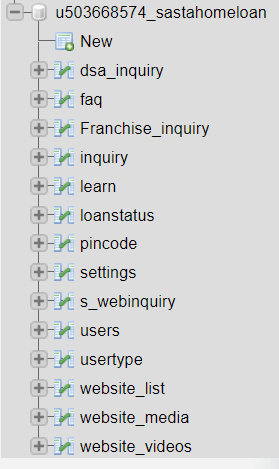 u503668574_sastahomeloan
New
dsa_inquiry
faq
Franchise_inquiry
inquiry
learn
loanstatus
pincode
settings
s_webinquiry
users
usertype
website_list
website_media
website_videos